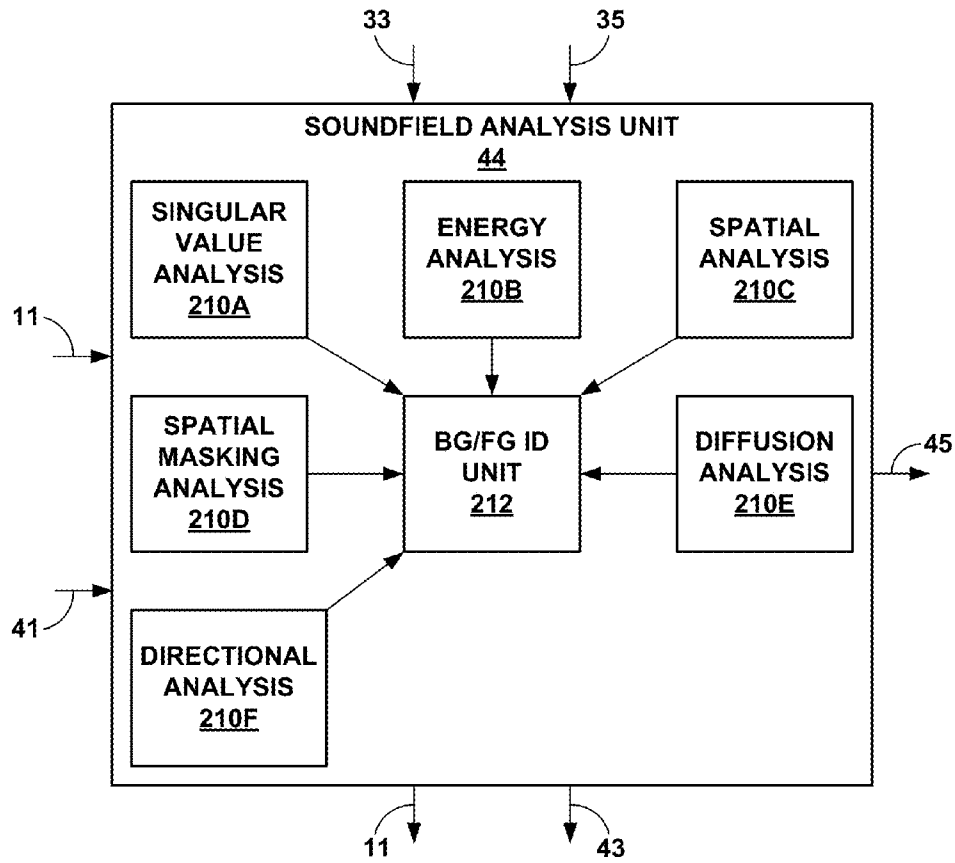 33
35
SOUNDFIELD ANALYSIS UNIT
44
SINGULAR
VALUE
ANALYSIS
210A
ENERGY
ANALYSIS
210B
SPATIAL
ANALYSIS
210C
11
SPATIAL
MASKING
ANALYSIS
210D
BG/FG ID
UNIT
212
DIFFUSION
ANALYSIS
210E
45
41
DIRECTIONAL
ANALYSIS
210F
11
43